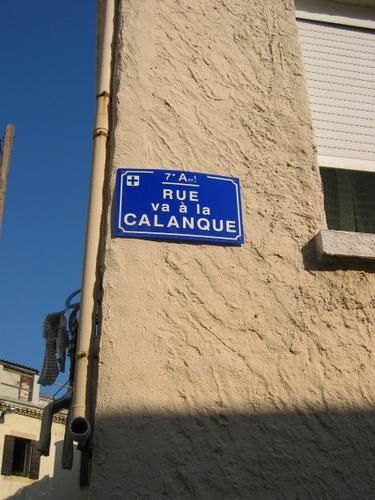 7e Arrt
RUE
va à la
CALANQUE